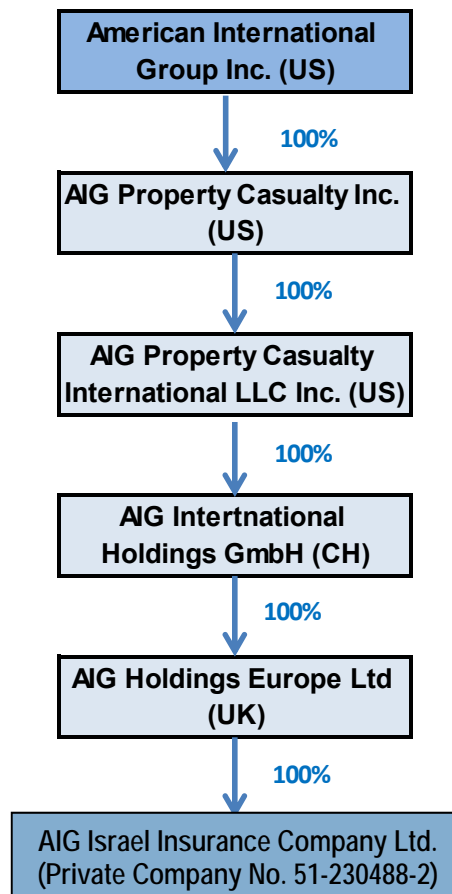 American International
Group Inc. (US)
100%
AIG Property Casualty Inc.
(US)
100%
AIG Property Casualty
International LLC Inc. (US)
100%
AIG Intertnational
Holdings GmbH (CH)
100%
AIG Holdings Europe Ltd
(UK)
100%
AIG Israel Insurance Company Ltd.
(Private Company No. 51-230488-2)